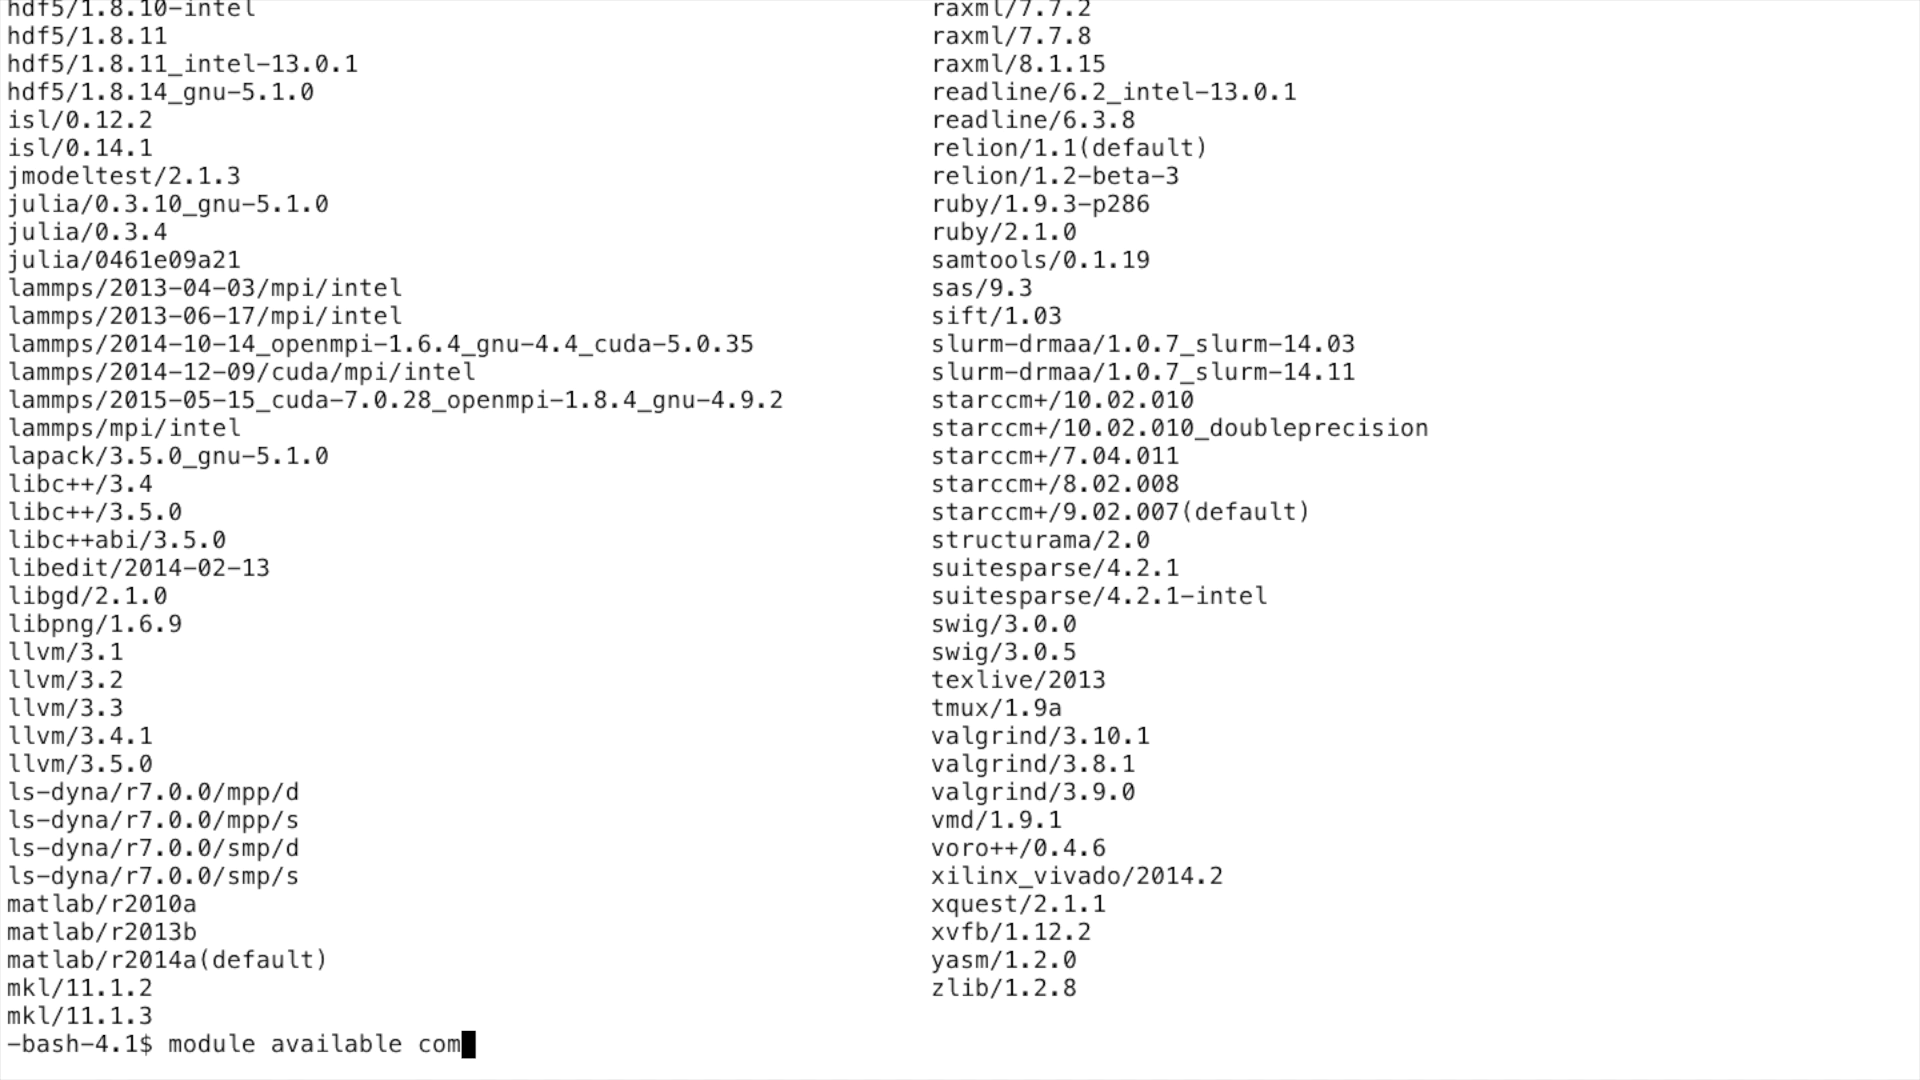 hdf5/1.8.10-intel
hdf5/1.8.11
hdf5/1.8.11_intel-13.0.1
hdf5/1.8.14_gnu-5.1.0
isl/0.12.2
isl/0.14.1
jmodeltest/2.1.3
julia/0.3.10_gnu-5.1.0
julia/0.3.4
julia/0461e09a21
lammps/2013-04-03/mpi/intel
lammps/2013-06-17/mpi/intel
lammps/2014-10-14_openmpi-1.6.4_gnu-4.4_cuda-5.0.35
lammps/2014-12-09/cuda/mpi/intel
lammps/2015-05-15_cuda-7.0.28_openmpi-1.8.4_gnu-4.9.2
lammps/mpi/intel
lapack/3.5.0_gnu-5.1.0
libc++/3.4
libc++/3.5.0
libc++abi/3.5.0
libedit/2014-02-13
libgd/2.1.0
libpng/1.6.9
llvm/3.1
llvm/3.2
llvm/3.3
llvm/3.4.1
llvm/3.5.0
ls-dyna/r7.0.0/mpp/d
ls-dyna/r7.0.0/mpp/s
ls-dyna/r7.0.0/smp/d
ls-dyna/r7.0.0/smp/s
matlab/r2010a
matlab/r2013b
matlab/r2014a(default)
mkl/11.1.2
mkl/11.1.3
raxml/7.7.2
raxml/7.7.8
raxml/8.1.15
readline/6.2_intel-13.0.1
readline/6.3.8
relion/1.1(default)
relion/1.2-beta-3
ruby/1.9.3-p286
ruby/2.1.0
samtools/0.1.19
sas/9.3
sift/1.03
slurm-drmaa/1.0.7_slurm-14.03
slurm-drmaa/1.0.7_slurm-14.11
starccm+/10.02.010
starccm+/10.02.010_doubleprecision
starccm+/7.04.011
starccm+/8.02.008
starccm+/9.02.007(default)
structurama/2.0
suitesparse/4.2.1
suitesparse/4.2.1-intel
swig/3.0.0
swig/3.0.5
texlive/2013
tmux/1.9a
valgrind/3.10.1
valgrind/3.8.1
valgrind/3.9.0
vmd/1.9.1
voro++/0.4.6
xilinx_vivado/2014.2
xquest/2.1.1
xvfb/1.12.2
yasm/1.2.0
zlib/1.2.8
-bash-4.1$ module available com